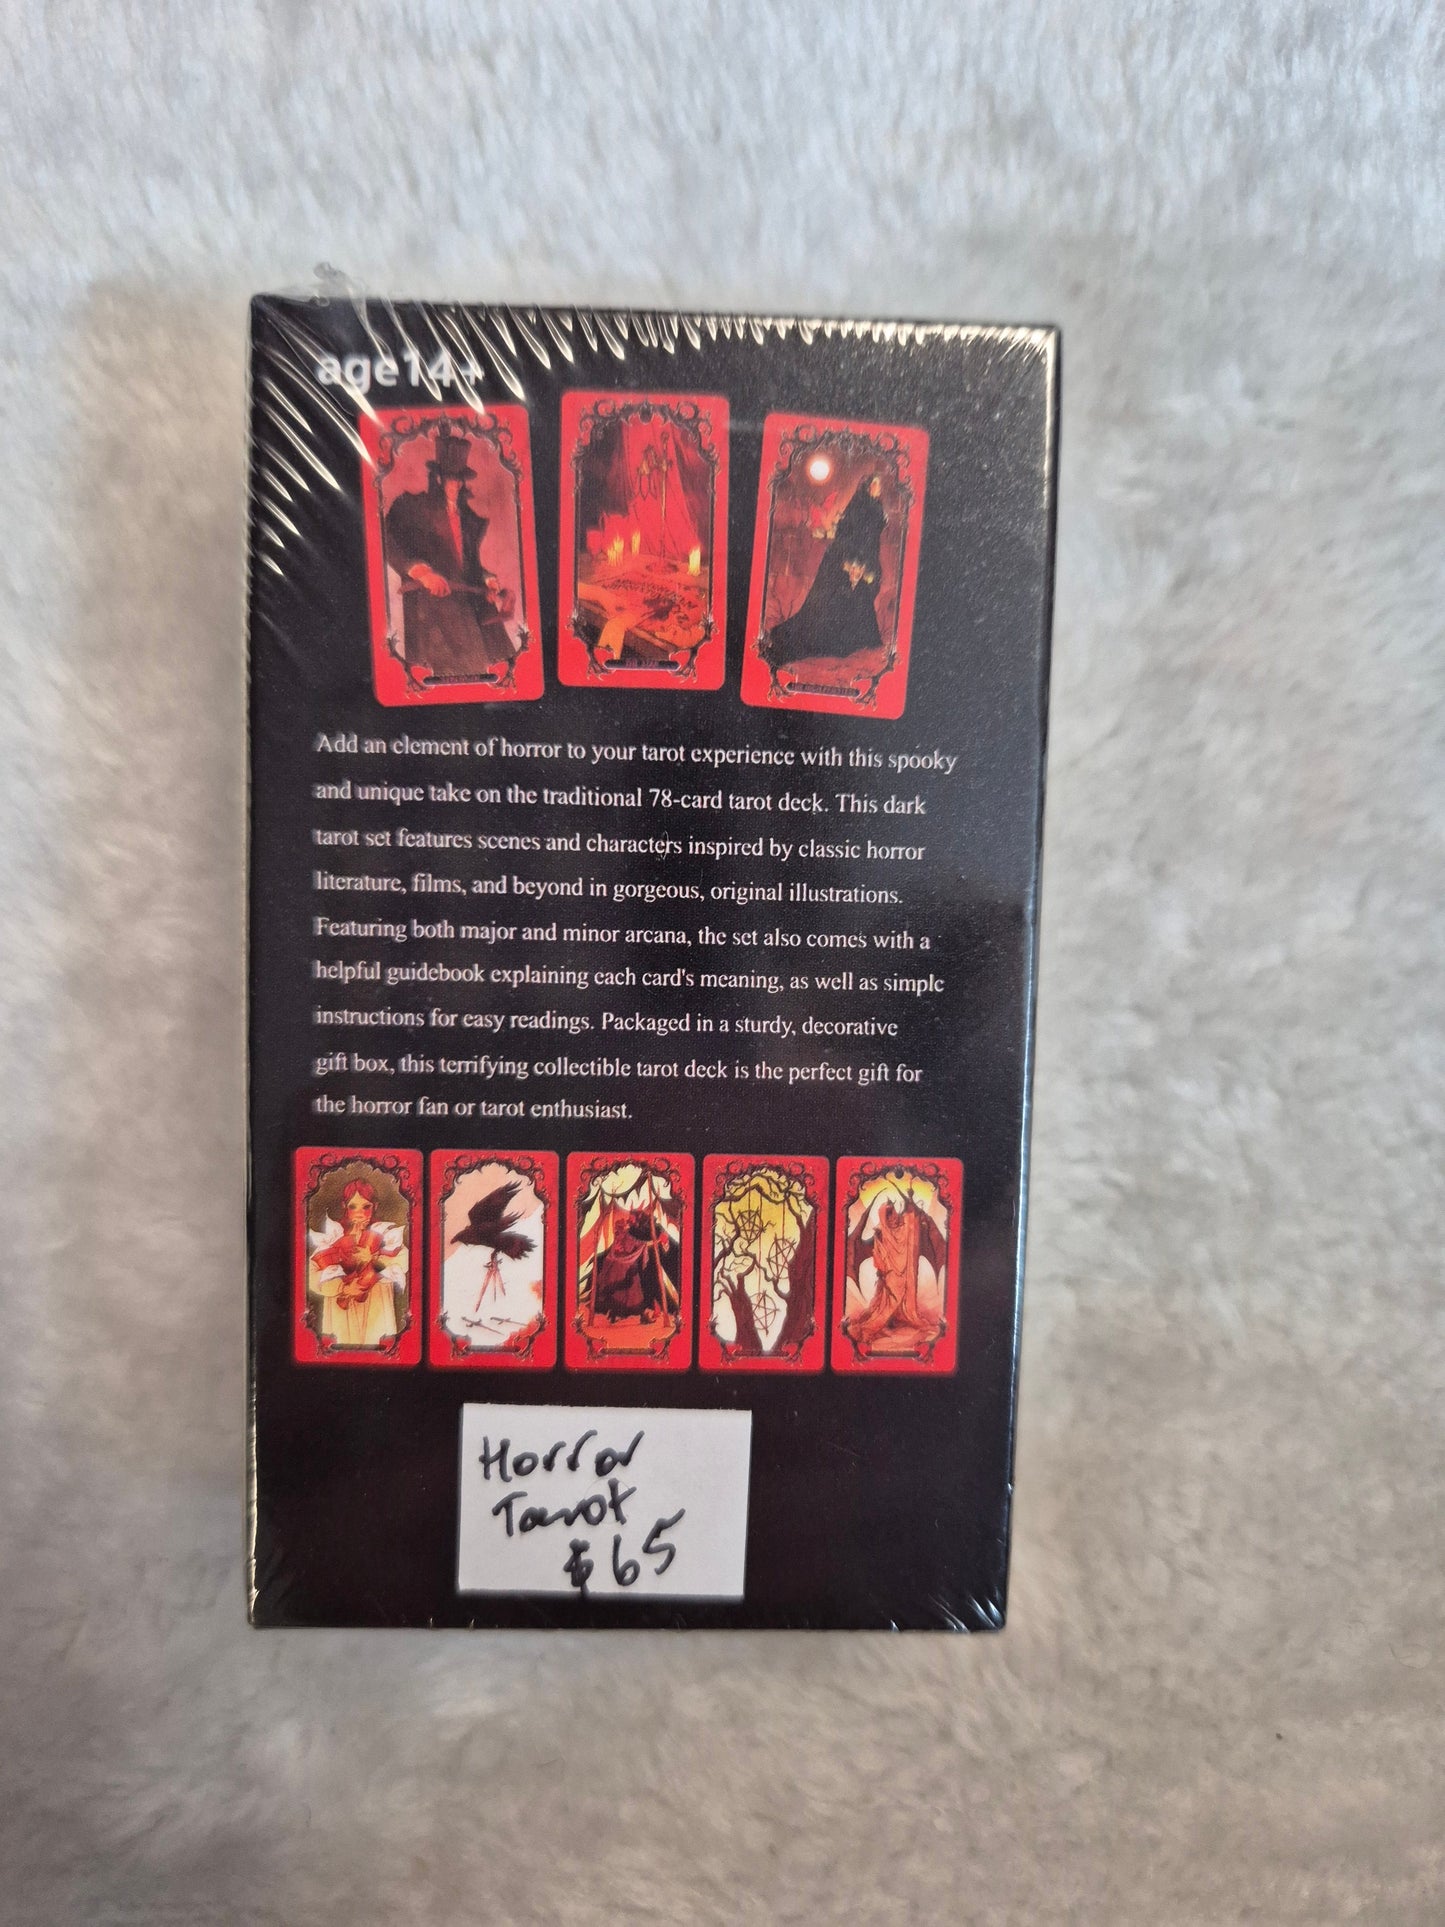 age14+
THE STAR
Add an element of horror to your tarot experience with this spooky
and unique take on the traditional 78-card tarot deck. This dark
tarot set features scenes and characters inspired by classic horror
literature, films, and beyond in gorgeous, original illustrations.
Featuring both major and minor arcana, the set also comes with a
helpful guidebook explaining each card's meaning, as well as simple
instructions for easy readings. Packaged in a sturdy, decorative
gift box, this terrifying collectible tarot deck is the perfect gift for
the horror fan or tarot enthusiast.
Horror
Tarot
$65